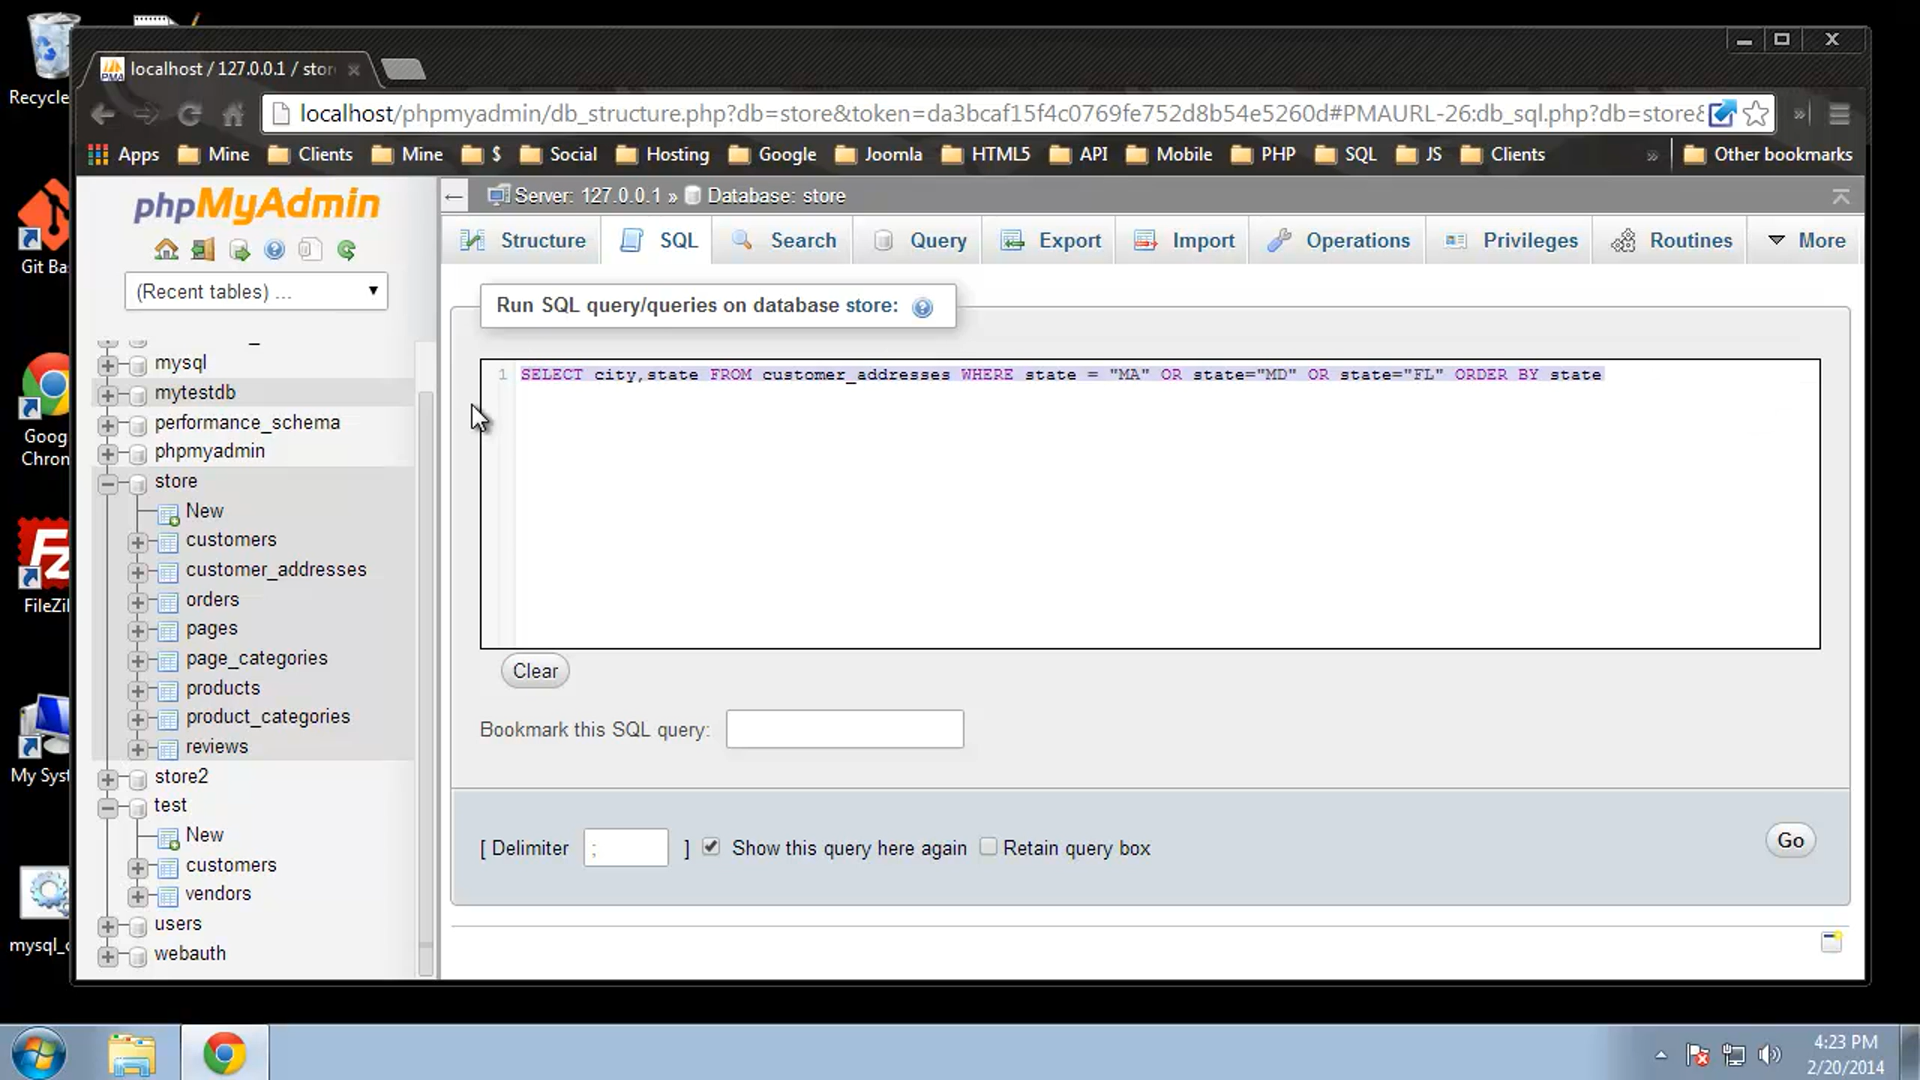 Recycle
localhost / 127.0.0.1 / stor
localhost/phpmyadmin/db_structure.php?db=store&token=da3bcaf15f4c0769fe752d8b54e5260d#PMAURL-26:db_sql.php?db=store&
Apps Mine Clients Mine $ Social Hosting Google Joomla HTML5 API Mobile PHP SQL JS Clients » Other bookmarks
phpMyAdmin
(Recent tables) ...
mysql
mytestdb
performance_schema
phpmyadmin
store
New
customers
customer_addresses
orders
pages
page_categories
products
product_categories
reviews
store2
test
New
customers
vendors
users
webauth
Server: 127.0.0.1 » Database: store
Structure SQL Search Query Export Import Operations Privileges Routines More
Run SQL query/queries on database store:
1 SELECT city,state FROM customer_addresses WHERE state = "MA" OR state="MD" OR state="FL" ORDER BY state
Clear
Bookmark this SQL query:
[ Delimiter ; ] Show this query here again Retain query box
Go
Git Ba
Goog
Chron
FileZil
My Syst
mysql_c
4:23 PM
2/20/2014